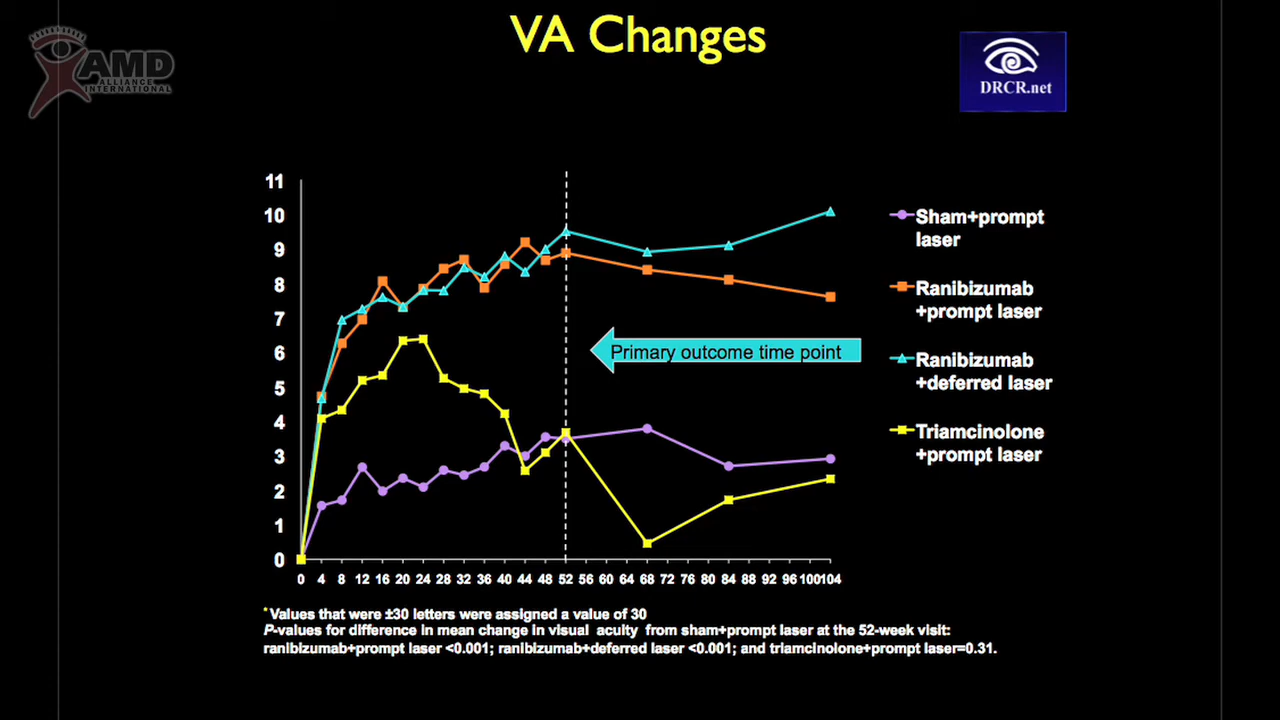 VA Changes
AMD
ALLIANCE
INTERNATIONAL
DRCR.net
11
10
9
8
7
6
5
4
3
2
1
0
0 4 8 12 16 20 24 28 32 36 40 44 48 52 56 60 64 68 72 76 80 84 88 92 96 100 104
Primary outcome time point
Sham+prompt
laser
Ranibizumab
+prompt laser
Ranibizumab
+deferred laser
Triamcinolone
+prompt laser
*Values that were ±30 letters were assigned a value of 30
P-values for difference in mean change in visual acuity from sham+prompt laser at the 52-week visit:
ranibizumab+prompt laser <0.001; ranibizumab+deferred laser <0.001; and triamcinolone+prompt laser=0.31.